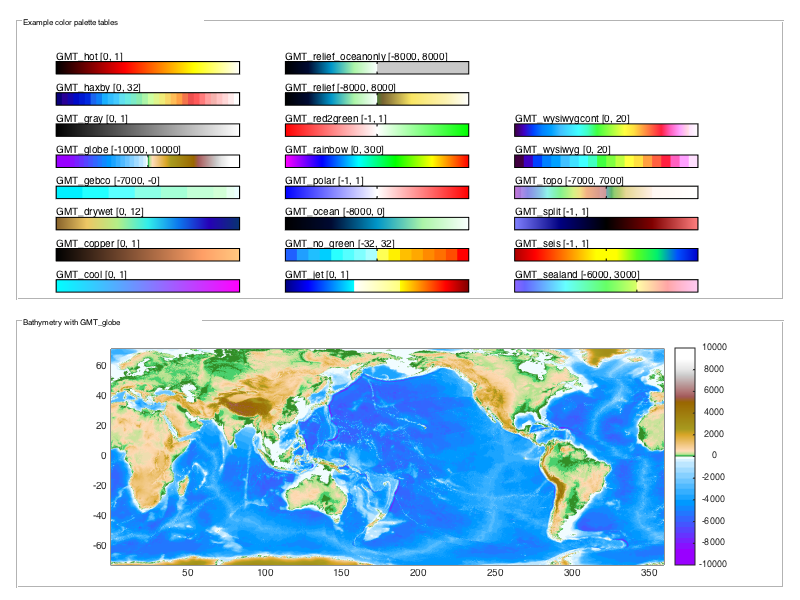 Example color palette tables
GMT_hot [0, 1]
GMT_haxby [0, 32]
GMT_gray [0, 1]
GMT_globe [-10000, 10000]
GMT_gebco [-7000, -0]
GMT_drywet [0, 12]
GMT_copper [0, 1]
GMT_cool [0, 1]
GMT_relief_oceanonly [-8000, 8000]
GMT_relief [-8000, 8000]
GMT_red2green [-1, 1]
GMT_rainbow [0, 300]
GMT_polar [-1, 1]
GMT_ocean [-8000, 0]
GMT_no_green [-32, 32]
GMT_jet [0, 1]
GMT_wysiwygcont [0, 20]
GMT_wysiwyg [0, 20]
GMT_topo [-7000, 7000]
GMT_split [-1, 1]
GMT_seis [-1, 1]
GMT_sealand [-6000, 3000]
Bathymetry with GMT_globe
60
40
20
0
-20
-40
-60
50 100 150 200 250 300 350
10000
8000
6000
4000
2000
0
-2000
-4000
-6000
-8000
-10000